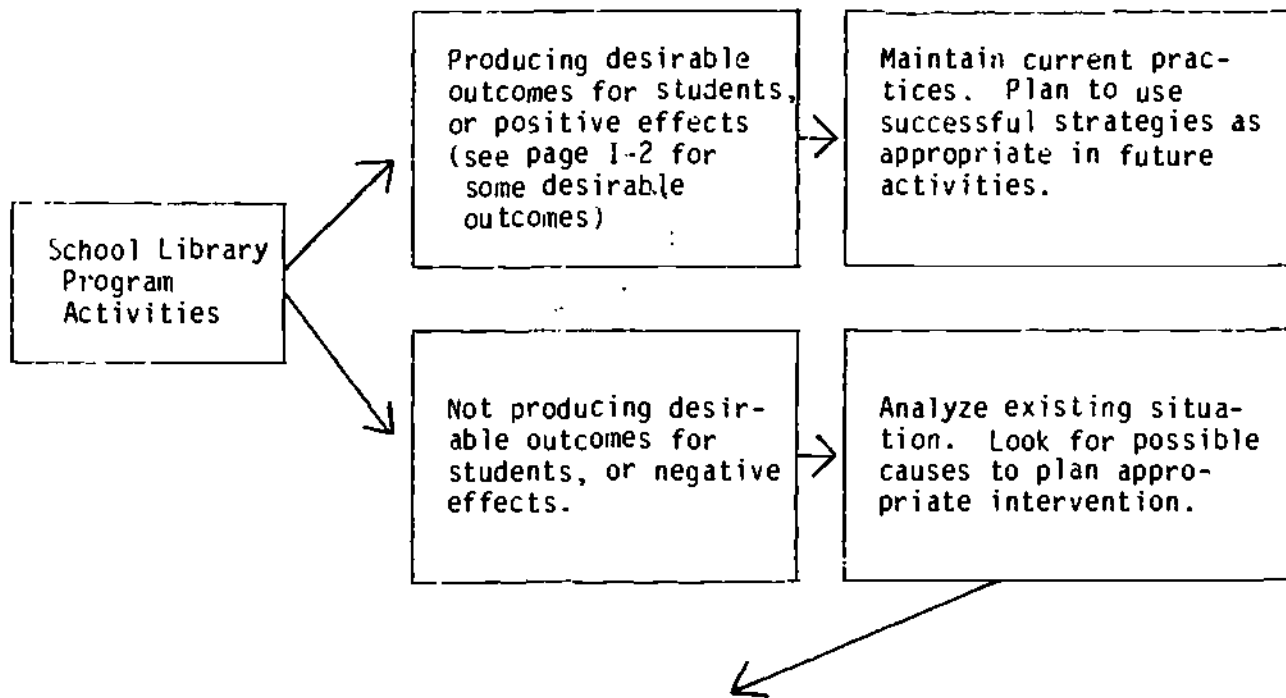 School Library
Program
Activities
Producing desirable
outcomes for students,
or positive effects
(see page I-2 for
some desirable
outcomes)
Maintain current prac-
tices. Plan to use
successful strategies as
appropriate in future
activities.
Not producing desir-
able outcomes for
students, or negative
effects.
Analyze existing situa-
tion. Look for possible
causes to plan appro-
priate intervention.